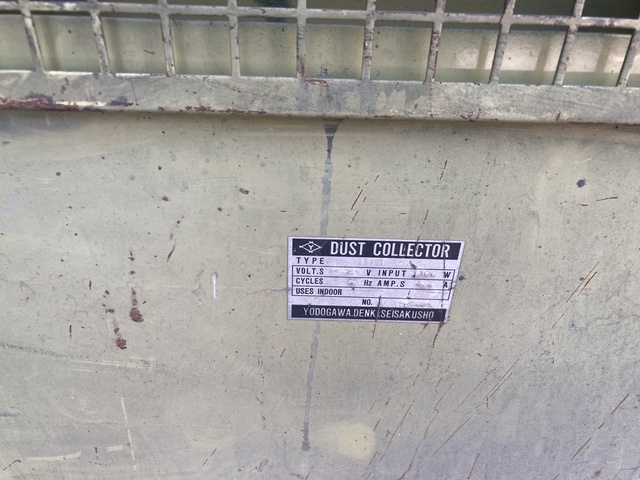 Y DUST COLLECTOR
TYPE
VOLT.S V INPUT W
CYCLES Hz AMP.S A
USES INDOOR
NO.
YODOGAWA.DENKI SEISAKUSHO